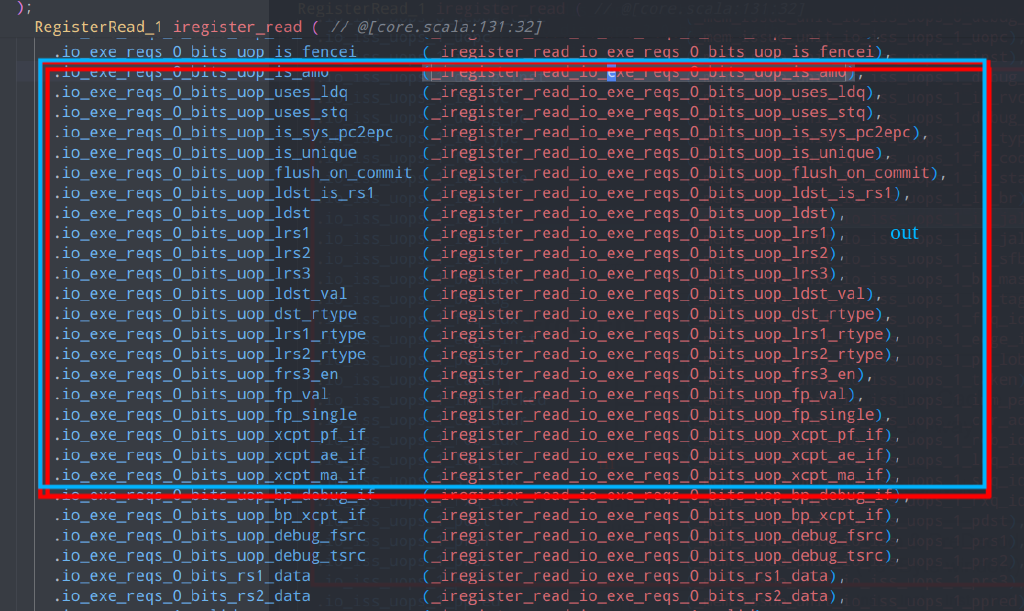 );
RegisterRead_1 iregister_read ( // @[core.scala:131:32]
.io_exe_reqs_0_bits_uop_is_fencei (_iregister_read_io_exe_reqs_0_bits_uop_is_fencei),
.io_exe_reqs_0_bits_uop_is_amo (_iregister_read_io_exe_reqs_0_bits_uop_is_amo),
.io_exe_reqs_0_bits_uop_uses_ldq (_iregister_read_io_exe_reqs_0_bits_uop_uses_ldq),
.io_exe_reqs_0_bits_uop_uses_stq (_iregister_read_io_exe_reqs_0_bits_uop_uses_stq),
.io_exe_reqs_0_bits_uop_is_sys_pc2epc (_iregister_read_io_exe_reqs_0_bits_uop_is_sys_pc2epc),
.io_exe_reqs_0_bits_uop_is_unique (_iregister_read_io_exe_reqs_0_bits_uop_is_unique),
.io_exe_reqs_0_bits_uop_flush_on_commit (_iregister_read_io_exe_reqs_0_bits_uop_flush_on_commit),
.io_exe_reqs_0_bits_uop_ldst_is_rs1 (_iregister_read_io_exe_reqs_0_bits_uop_ldst_is_rs1),
.io_exe_reqs_0_bits_uop_ldst (_iregister_read_io_exe_reqs_0_bits_uop_ldst),
.io_exe_reqs_0_bits_uop_lrs1 (_iregister_read_io_exe_reqs_0_bits_uop_lrs1), out
.io_exe_reqs_0_bits_uop_lrs2 (_iregister_read_io_exe_reqs_0_bits_uop_lrs2),
.io_exe_reqs_0_bits_uop_lrs3 (_iregister_read_io_exe_reqs_0_bits_uop_lrs3),
.io_exe_reqs_0_bits_uop_ldst_val (_iregister_read_io_exe_reqs_0_bits_uop_ldst_val),
.io_exe_reqs_0_bits_uop_dst_rtype (_iregister_read_io_exe_reqs_0_bits_uop_dst_rtype),
.io_exe_reqs_0_bits_uop_lrs1_rtype (_iregister_read_io_exe_reqs_0_bits_uop_lrs1_rtype),
.io_exe_reqs_0_bits_uop_lrs2_rtype (_iregister_read_io_exe_reqs_0_bits_uop_lrs2_rtype),
.io_exe_reqs_0_bits_uop_frs3_en (_iregister_read_io_exe_reqs_0_bits_uop_frs3_en),
.io_exe_reqs_0_bits_uop_fp_val (_iregister_read_io_exe_reqs_0_bits_uop_fp_val),
.io_exe_reqs_0_bits_uop_fp_single (_iregister_read_io_exe_reqs_0_bits_uop_fp_single),
.io_exe_reqs_0_bits_uop_xcpt_pf_if (_iregister_read_io_exe_reqs_0_bits_uop_xcpt_pf_if),
.io_exe_reqs_0_bits_uop_xcpt_ae_if (_iregister_read_io_exe_reqs_0_bits_uop_xcpt_ae_if),
.io_exe_reqs_0_bits_uop_xcpt_ma_if (_iregister_read_io_exe_reqs_0_bits_uop_xcpt_ma_if),
.io_exe_reqs_0_bits_uop_bp_debug_if (_iregister_read_io_exe_reqs_0_bits_uop_bp_debug_if),
.io_exe_reqs_0_bits_uop_bp_xcpt_if (_iregister_read_io_exe_reqs_0_bits_uop_bp_xcpt_if),
.io_exe_reqs_0_bits_uop_debug_fsrc (_iregister_read_io_exe_reqs_0_bits_uop_debug_fsrc),
.io_exe_reqs_0_bits_uop_debug_tsrc (_iregister_read_io_exe_reqs_0_bits_uop_debug_tsrc),
.io_exe_reqs_0_bits_rs1_data (_iregister_read_io_exe_reqs_0_bits_rs1_data),
.io_exe_reqs_0_bits_rs2_data (_iregister_read_io_exe_reqs_0_bits_rs2_data),